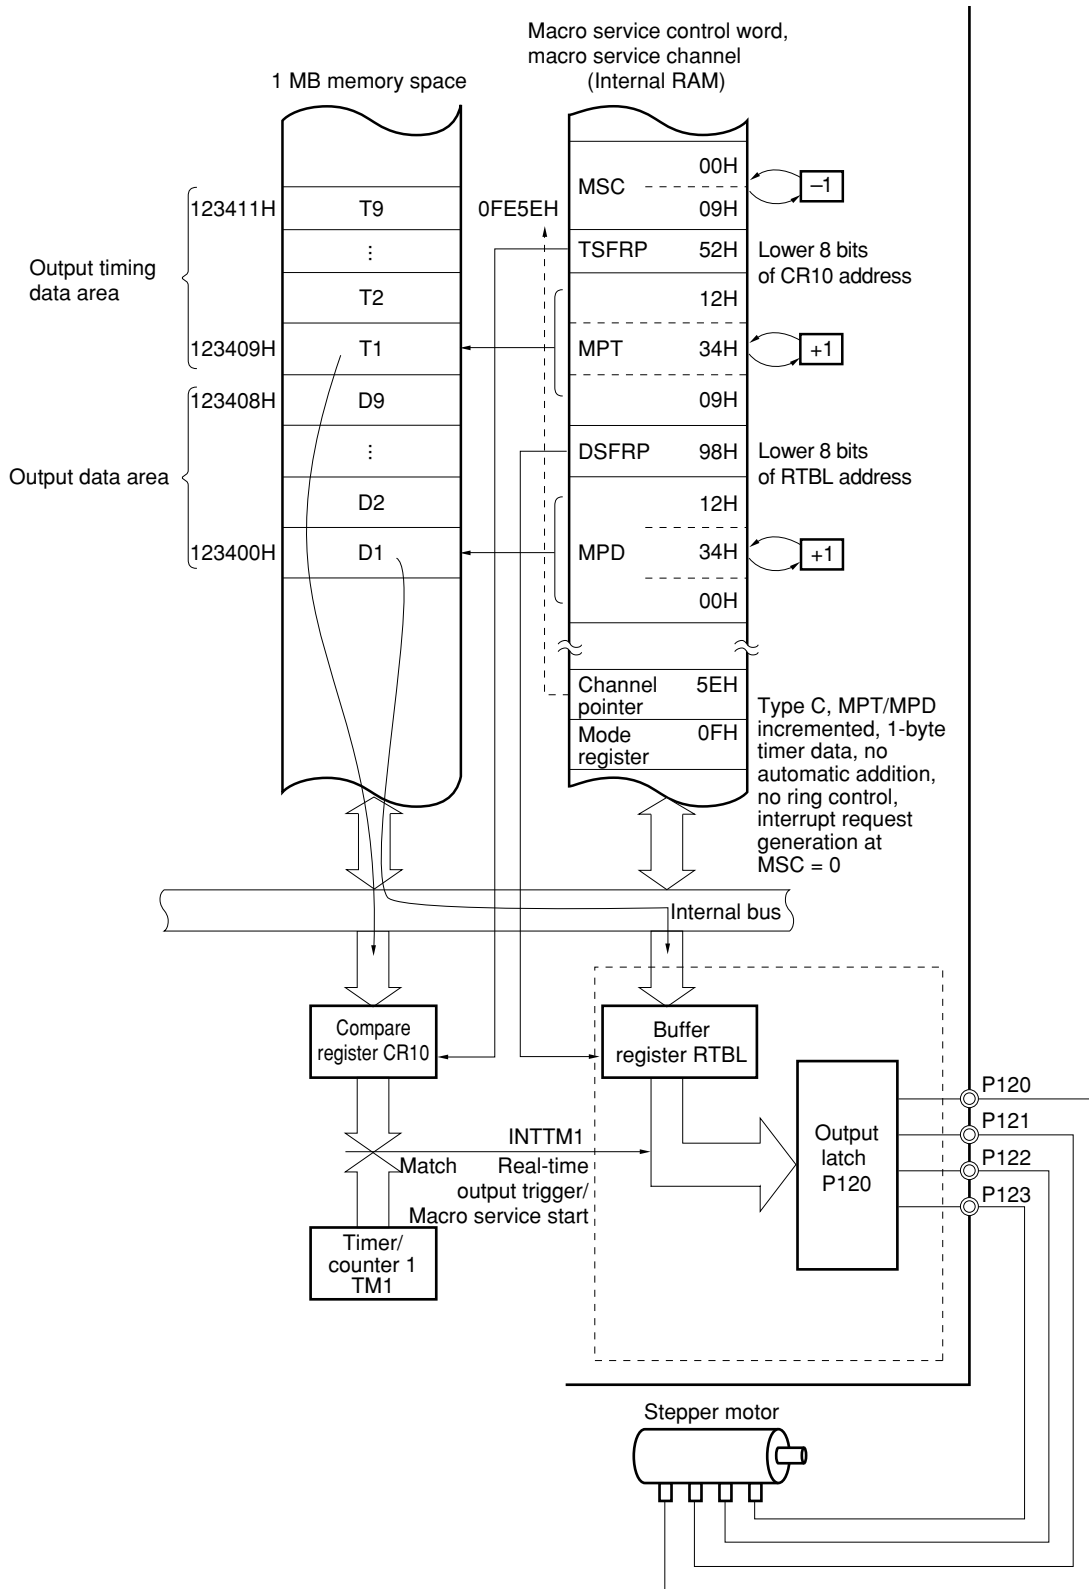 Macro service control word,
macro service channel
(Internal RAM)
1 MB memory space
00H
MSC
–1
123411H
T9
0FE5EH
09H
⋮
TSFRP
52H
Lower 8 bits
of CR10 address
Output timing
data area
T2
12H
123409H
T1
MPT
34H
+1
123408H
D9
09H
Output data area
⋮
DSFRP
98H
Lower 8 bits
of RTBL address
D2
12H
123400H
D1
MPD
34H
+1
00H
Channel
pointer
5EH
Mode
register
0FH
Type C, MPT/MPD
incremented, 1-byte
timer data, no
automatic addition,
no ring control,
interrupt request
generation at
MSC = 0
Internal bus
Compare
register CR10
Buffer
register RTBL
INTTM1
Match
Real-time
output trigger/
Macro service start
Timer/
counter 1
TM1
Output
latch
P120
P120
P121
P122
P123
Stepper motor